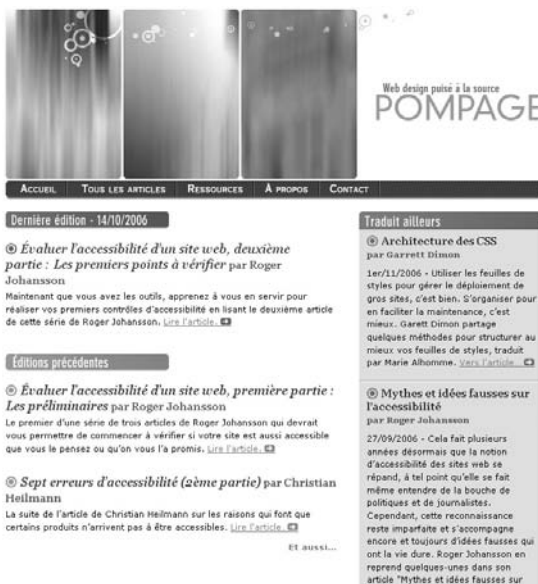 Web design puisé à la source
POMPAGE
ACCUEIL TOUS LES ARTICLES RESSOURCES À PROPOS CONTACT
Dernière édition - 14/10/2006
Évaluer l'accessibilité d'un site web, deuxième
partie : Les premiers points à vérifier par Roger
Johansson
Maintenant que vous avez les outils, apprenez à vous en servir pour
réaliser vos premiers contrôles d'accessibilité en lisant le deuxième article
de cette série de Roger Johansson. Lire l'article.
Éditions précédentes
Évaluer l'accessibilité d'un site web, première partie :
Les préliminaires par Roger Johansson
Le premier d'une série de trois articles de Roger Johansson qui devrait
vous permettre de commencer à vérifier si votre site est aussi accessible
que vous le pensez ou qu'on vous l'a promis. Lire l'article.
Sept erreurs d'accessibilité (2ème partie) par Christian
Heilmann
La suite de l'article de Christian Heilmann sur les raisons qui font que
certains produits n'arrivent pas à être accessibles. Lire l'article.
Et aussi...
Traduit ailleurs
Architecture des CSS
par Garrett Dimon
1er/11/2006 - Utiliser les feuilles de
styles pour gérer le déploiement de
gros sites, c'est bien. S'organiser pour
en faciliter la maintenance, c'est
mieux. Garett Dimon partage
quelques méthodes pour structurer au
mieux vos feuilles de styles, traduit
par Marie Alhomme. Vers l'article.
Mythes et idées fausses sur
l'accessibilité
par Roger Johansson
27/09/2006 - Cela fait plusieurs
années désormais que la notion
d'accessibilité des sites web se
répand, à tel point qu'elle se fait
même entendre de la bouche de
politiques et de journalistes.
Cependant, cette reconnaissance
reste imparfaite et s'accompagne
encore et toujours d'idées fausses qui
ont la vie dure. Roger Johansson en
reprend quelques-unes dans son
article "Mythes et idées fausses sur